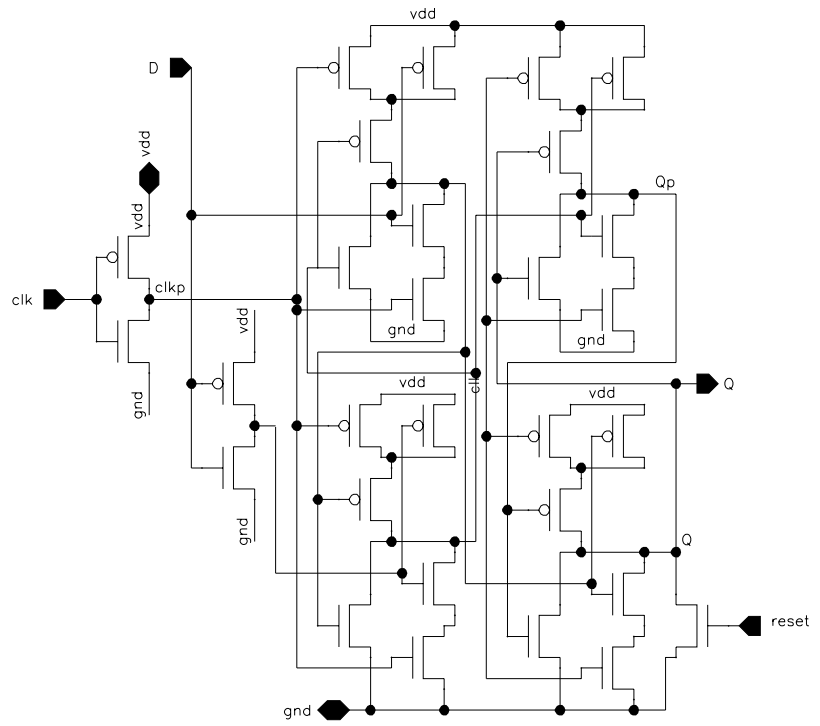 vdd
D
vdd
vdd
Qp
clk
clkp
vdd
gnd
gnd
gnd
vdd
clk
Q
vdd
gnd
Q
reset
gnd